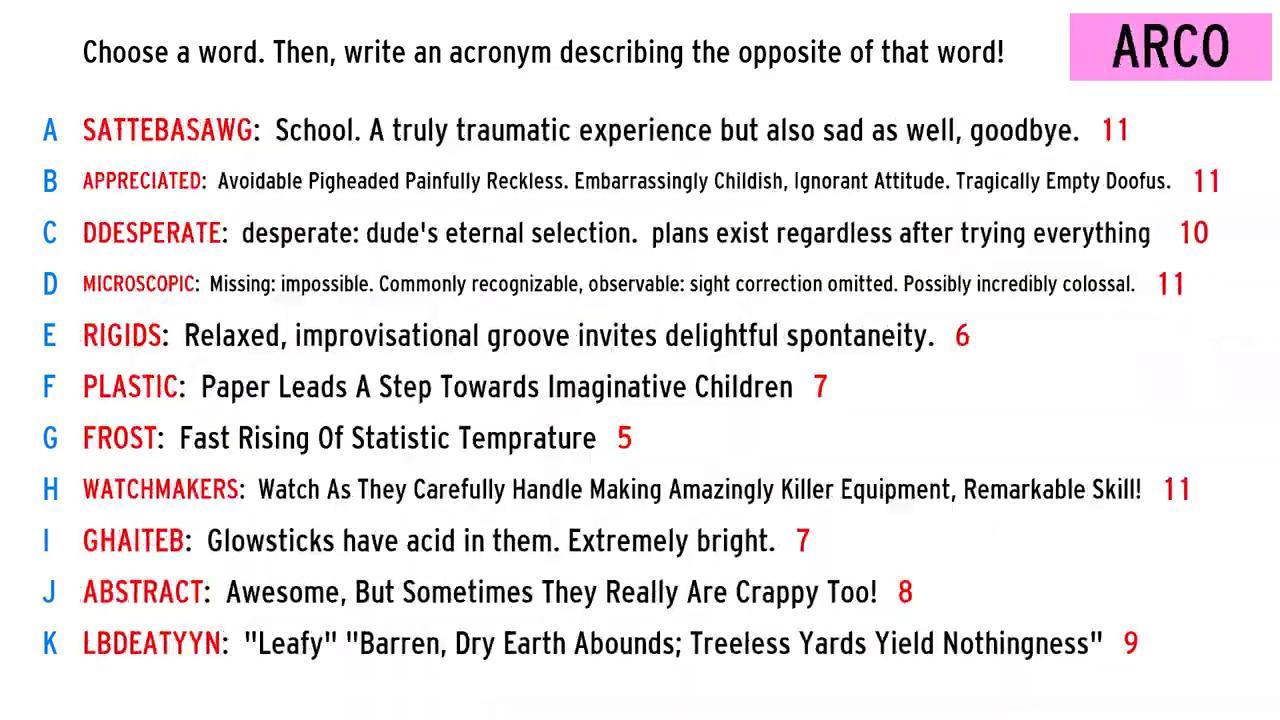 Choose a word. Then, write an acronym describing the opposite of that word!
ARCO
A SATTEBASAWG: School. A truly traumatic experience but also sad as well, goodbye. 11
B APPRECIATED: Avoidable Pigheaded Painfully Reckless. Embarrassingly Childish, Ignorant Attitude. Tragically Empty Doofus. 11
C DDESPERATE: desperate: dude's eternal selection. plans exist regardless after trying everything 10
D MICROSCOPIC: Missing: impossible. Commonly recognizable, observable: sight correction omitted. Possibly incredibly colossal. 11
E RIGIDS: Relaxed, improvisational groove invites delightful spontaneity. 6
F PLASTIC: Paper Leads A Step Towards Imaginative Children 7
G FROST: Fast Rising Of Statistic Temprature 5
H WATCHMAKERS: Watch As They Carefully Handle Making Amazingly Killer Equipment, Remarkable Skill! 11
I GHAITEB: Glowsticks have acid in them. Extremely bright. 7
J ABSTRACT: Awesome, But Sometimes They Really Are Crappy Too! 8
K LBDEATYYN: "Leafy" "Barren, Dry Earth Abounds; Treeless Yards Yield Nothingness" 9